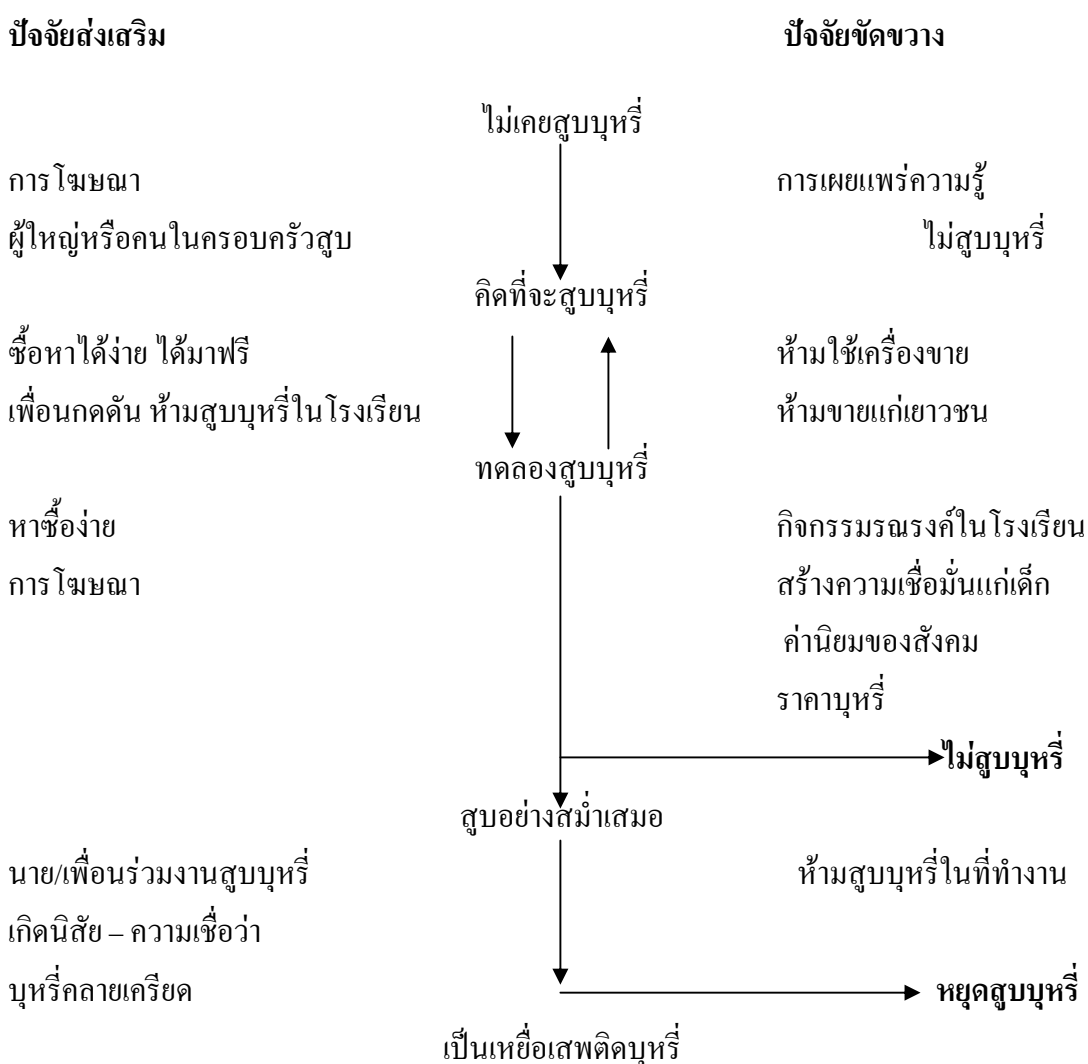 ปัจจัยส่งเสริม ปัจจัยขัดขวาง
ไม่เคยสูบบุหรี่
การโฆษณา การเผยแพร่ความรู้
ผู้ใหญ่หรือคนในครอบครัวสูบ ไม่สูบบุหรี่
คิดที่จะสูบบุหรี่
ซื้อหาได้ง่าย ได้มาฟรี ห้ามใช้เครื่องขาย
เพื่อนกดดัน ห้ามสูบบุหรี่ในโรงเรียน ห้ามขายแก่เยาวชน
ทดลองสูบบุหรี่
หาซื้อง่าย กิจกรรมรณรงค์ในโรงเรียน
การโฆษณา สร้างความเชื่อมั่นแก่เด็ก
ค่านิยมของสังคม
ราคาบุหรี่
ไม่สูบบุหรี่
สูบอย่างสม่ำเสมอ
นาย/เพื่อนร่วมงานสูบบุหรี่ ห้ามสูบบุหรี่ในที่ทำงาน
เกิดนิสัย – ความเชื่อว่า
บุหรี่คลายเครียด หยุดสูบบุหรี่
เป็นเหยื่อเสพติดบุหรี่